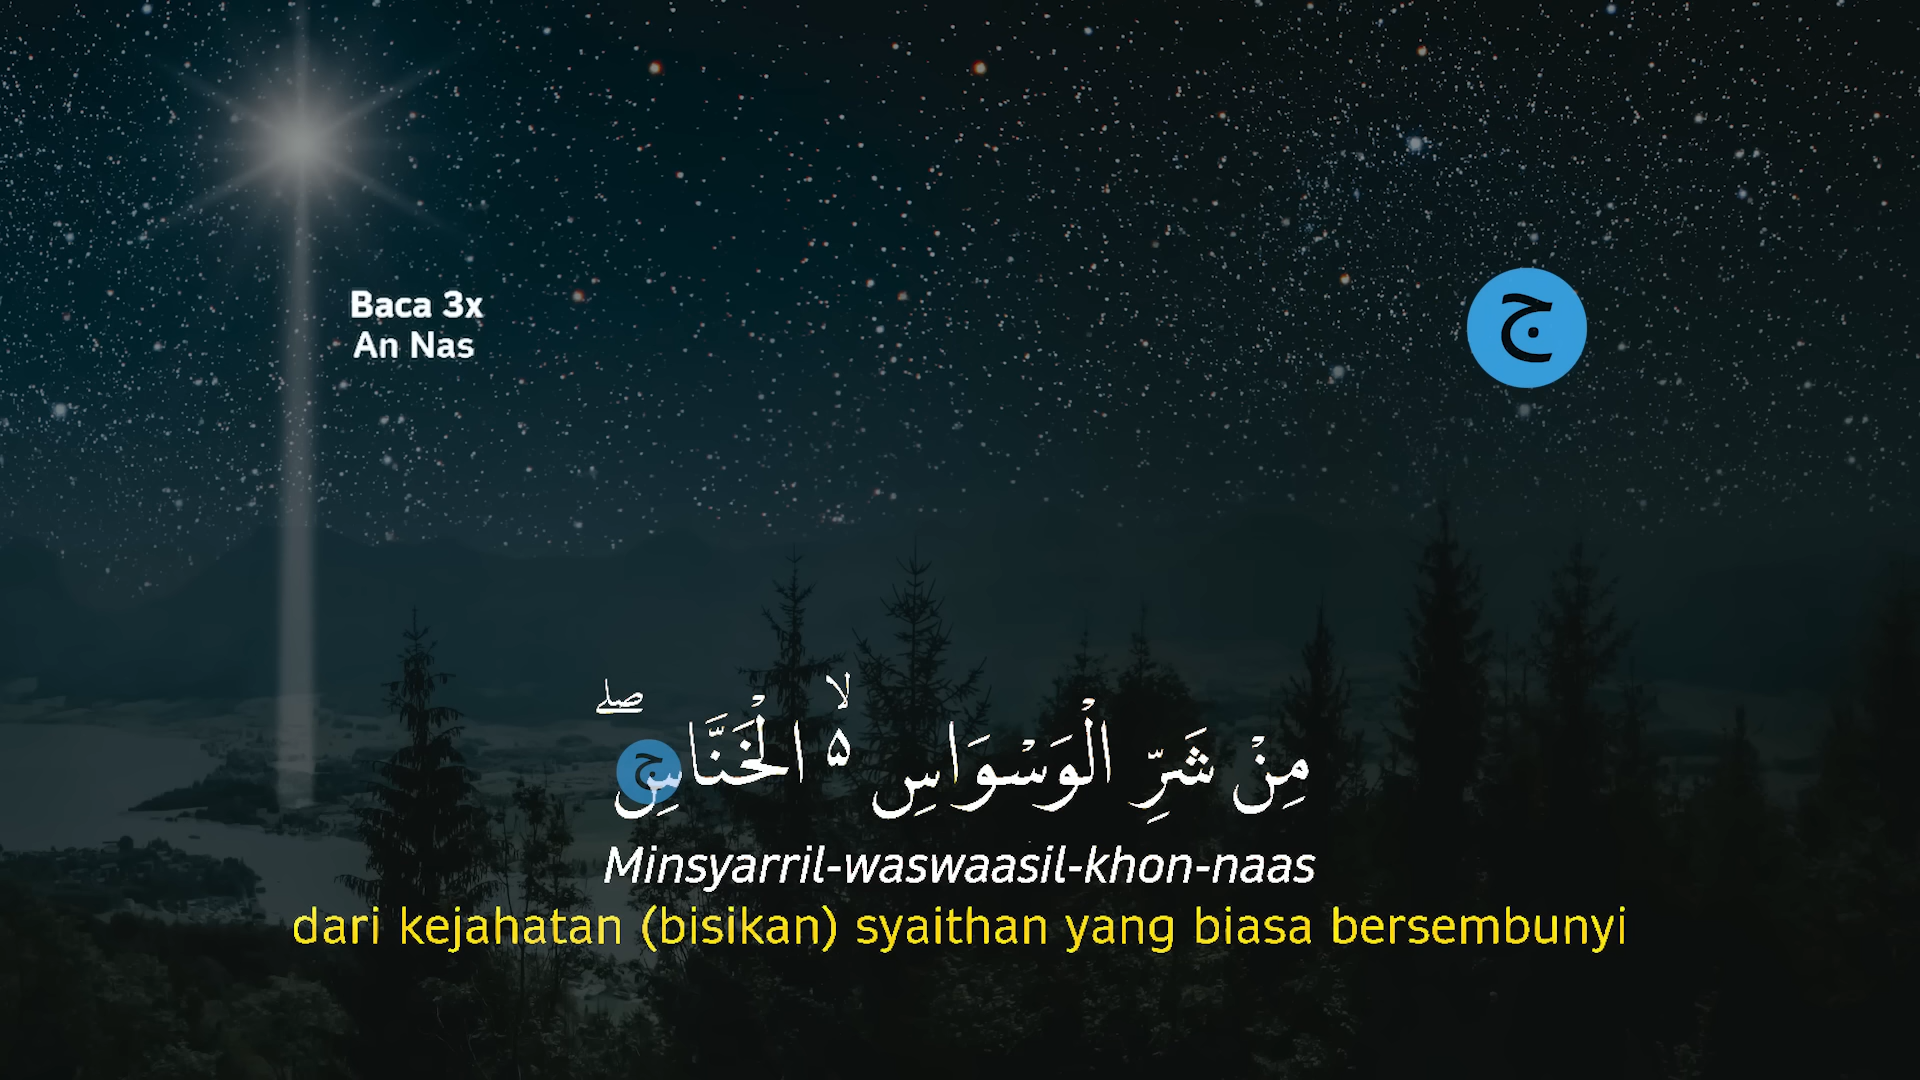 Baca 3x
An Nas
ج
مِنْ شَرِّ الْوَسْوَاسِ ۵ۙ الْخَنَّاسِۖ ج
Minsyarril-waswaasil-khon-naas
dari kejahatan (bisikan) syaithan yang biasa bersembunyi